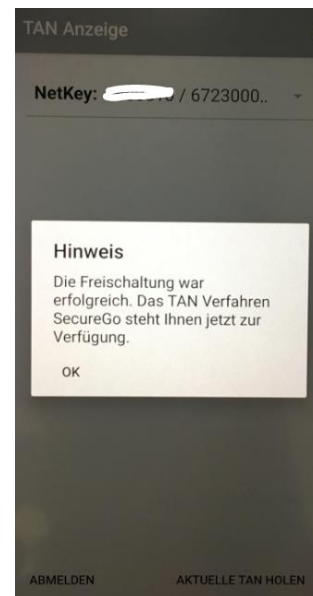 TAN Anzeige
NetKey: / 6723000..
Hinweis
Die Freischaltung war
erfolgreich. Das TAN Verfahren
SecureGo steht Ihnen jetzt zur
Verfügung.
OK
ABMELDEN AKTUELLE TAN HOLEN